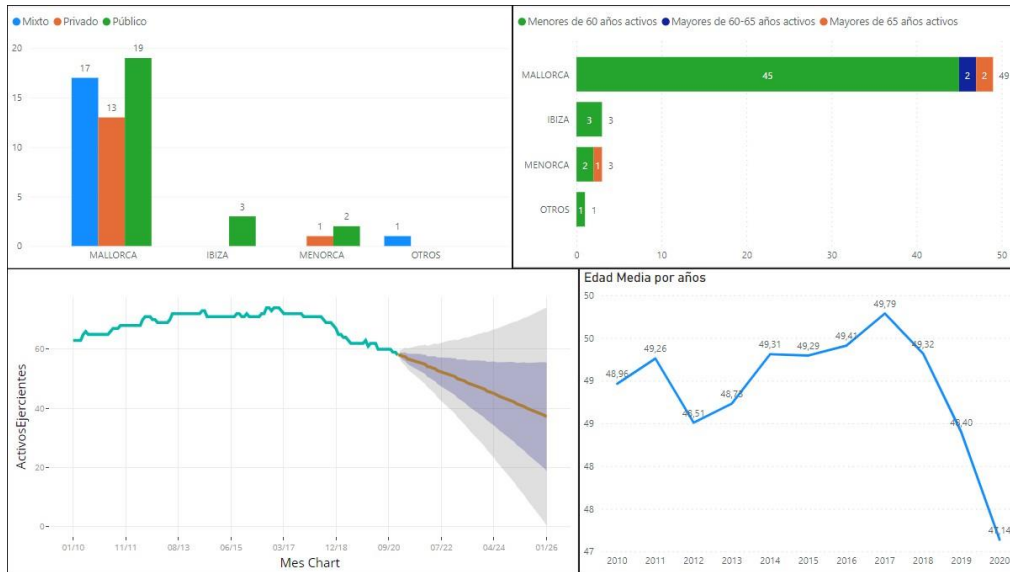 Mixto Privado Público
20
15
10
5
0
17
13
19
3
1
2
1
MALLORCA IBIZA MENORCA OTROS
Menores de 60 años activos Mayores de 60-65 años activos Mayores de 65 años activos
MALLORCA 45 2 2 49
IBIZA 3 3
MENORCA 2 1 3
OTROS 1 1
0 10 20 30 40 50
ActivosEjercientes
60
40
20
0
01/10 11/11 08/13 06/15 03/17 12/18 09/20 07/22 04/24 01/26
Mes Chart
Edad Media por años
50
50
49
49
48
48
47
48,96
49,26
48,51
49,31
49,29
49,41
49,79
49,32
48,40
47,14
2010 2011 2012 2013 2014 2015 2016 2017 2018 2019 2020